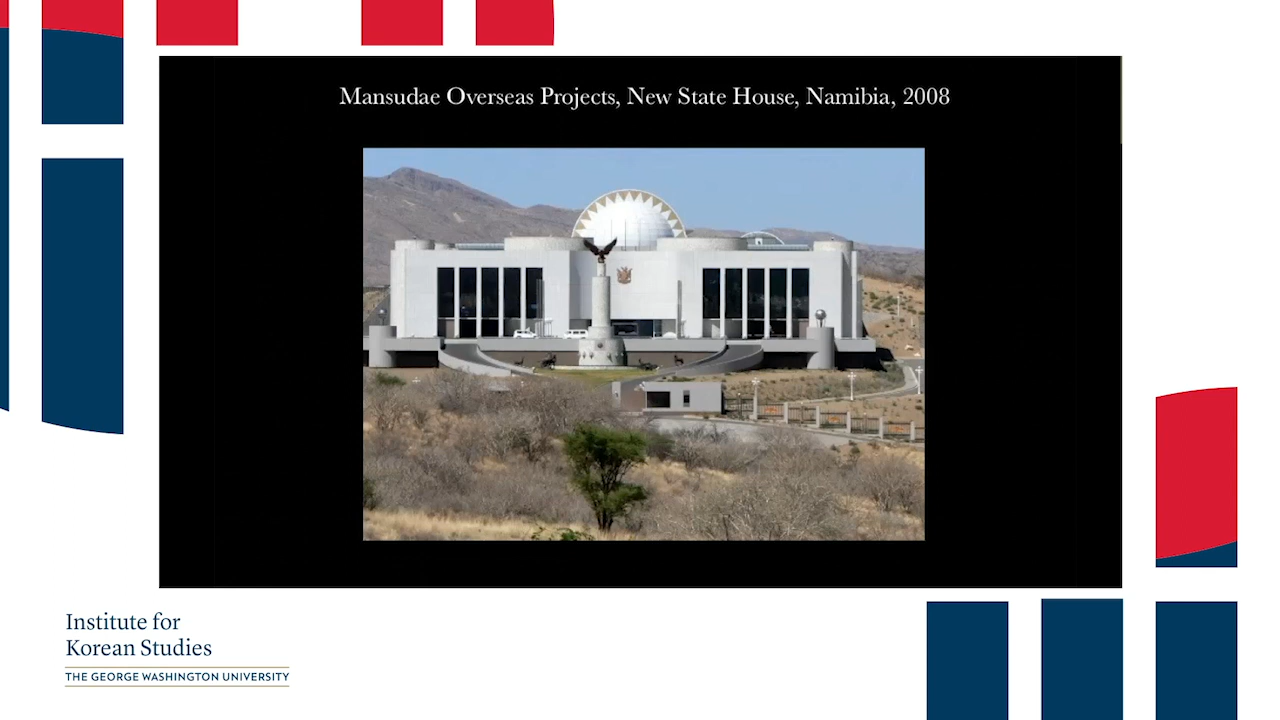 Mansudae Overseas Projects, New State House, Namibia, 2008
Institute for
Korean Studies
THE GEORGE WASHINGTON UNIVERSITY